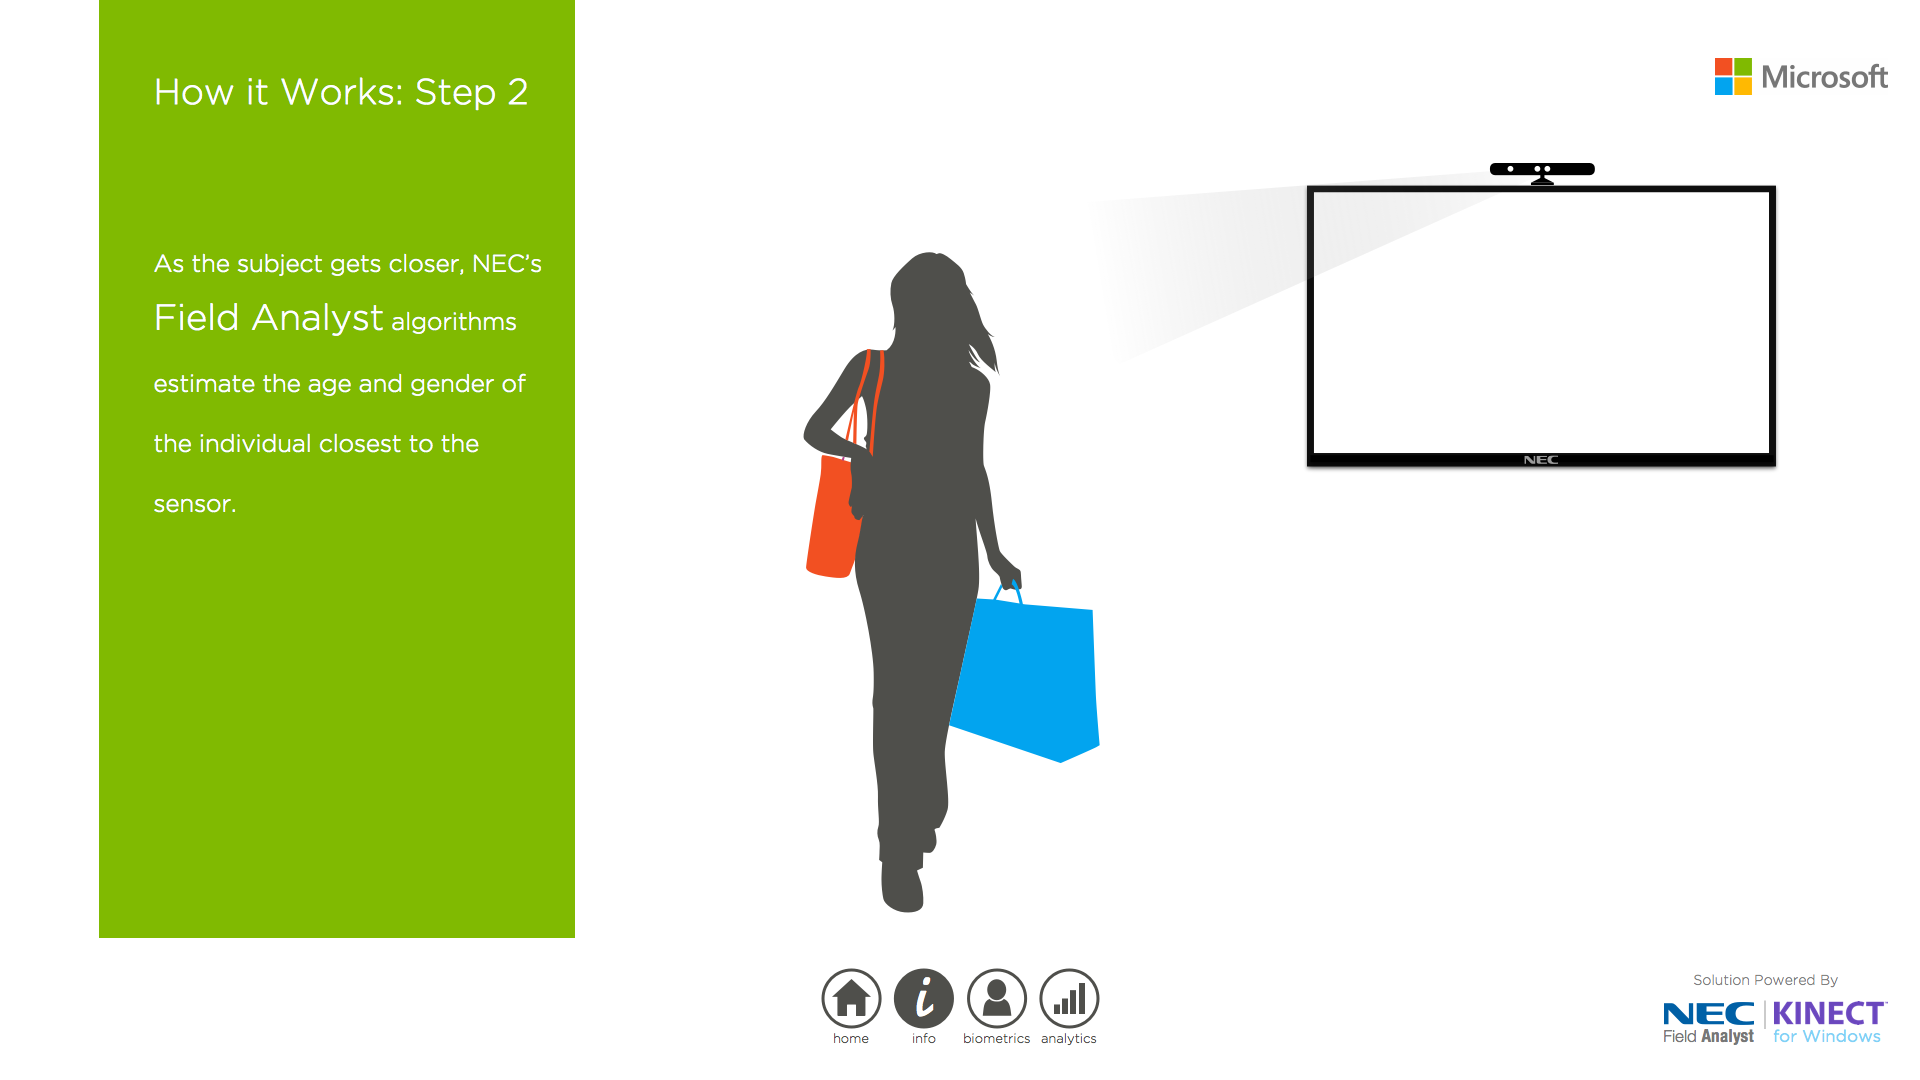 How it Works: Step 2
Microsoft
As the subject gets closer, NEC’s
Field Analyst algorithms
estimate the age and gender of
the individual closest to the
sensor.
NEC
home
info
biometrics
analytics
Solution Powered By
NEC
Field Analyst
KINECT™
for Windows